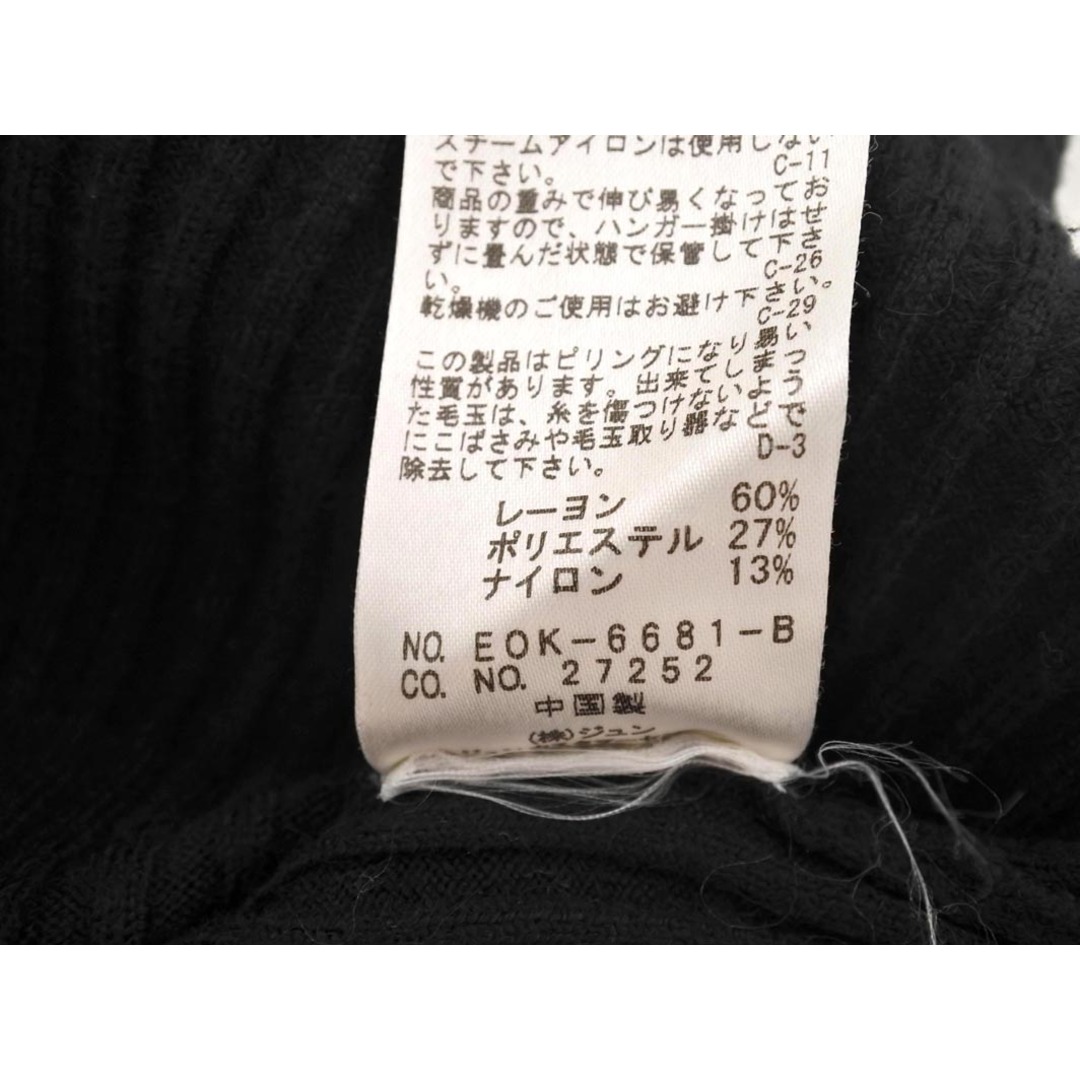 スチームアイロンは使用しない
で下さい。 C-11
商品の重みで伸び易くなってお
りますので、ハンガー掛けはせ
ずに畳んだ状態で保管して下さ
い。 C-26
乾燥機のご使用はお避け下さい。
C-29
この製品はピリングになり易い
性質があります。出来てしまっ
た毛玉は、糸を傷つけないよう
にこばさみや毛玉取り器などで
除去して下さい。 D-3
レーヨン 60%
ポリエステル 27%
ナイロン 13%
NO. EOK-6681-B
CO. NO. 27252
中国製
(株)ジュン